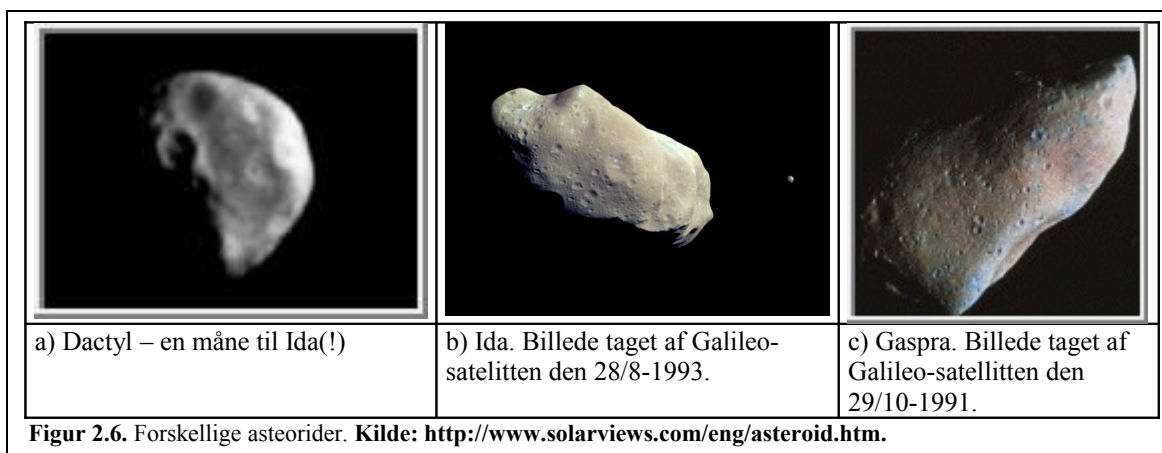 a) Dactyl – en måne til Ida(!)
b) Ida. Billede taget af Galileo-
satelitten den 28/8-1993.
c) Gaspra. Billede taget af
Galileo-satellitten den
29/10-1991.
Figur 2.6. Forskellige asteorider. Kilde: http://www.solarviews.com/eng/asteroid.htm.